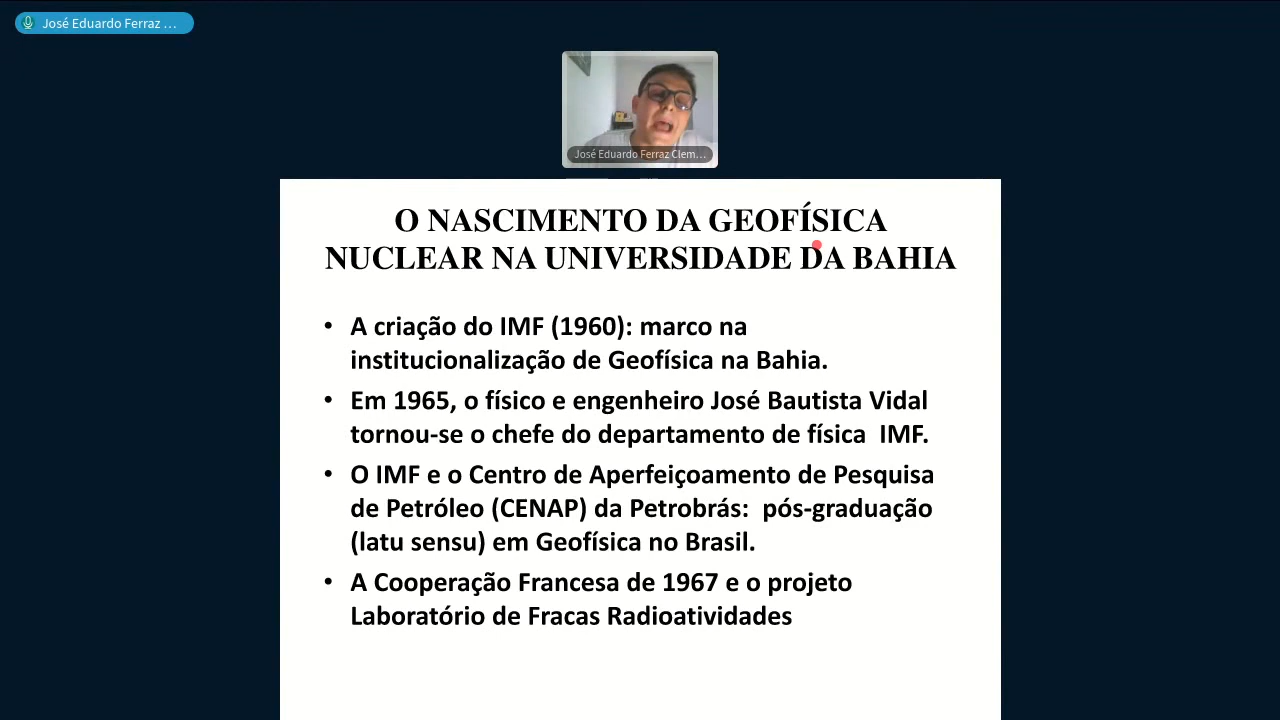 José Eduardo Ferraz ...
José Eduardo Ferraz Clem...
O NASCIMENTO DA GEOFÍSICA
NUCLEAR NA UNIVERSIDADE DA BAHIA
• A criação do IMF (1960): marco na
institucionalização de Geofísica na Bahia.
• Em 1965, o físico e engenheiro José Bautista Vidal
tornou-se o chefe do departamento de física IMF.
• O IMF e o Centro de Aperfeiçoamento de Pesquisa
de Petróleo (CENAP) da Petrobrás: pós-graduação
(latu sensu) em Geofísica no Brasil.
• A Cooperação Francesa de 1967 e o projeto
Laboratório de Fracas Radioatividades